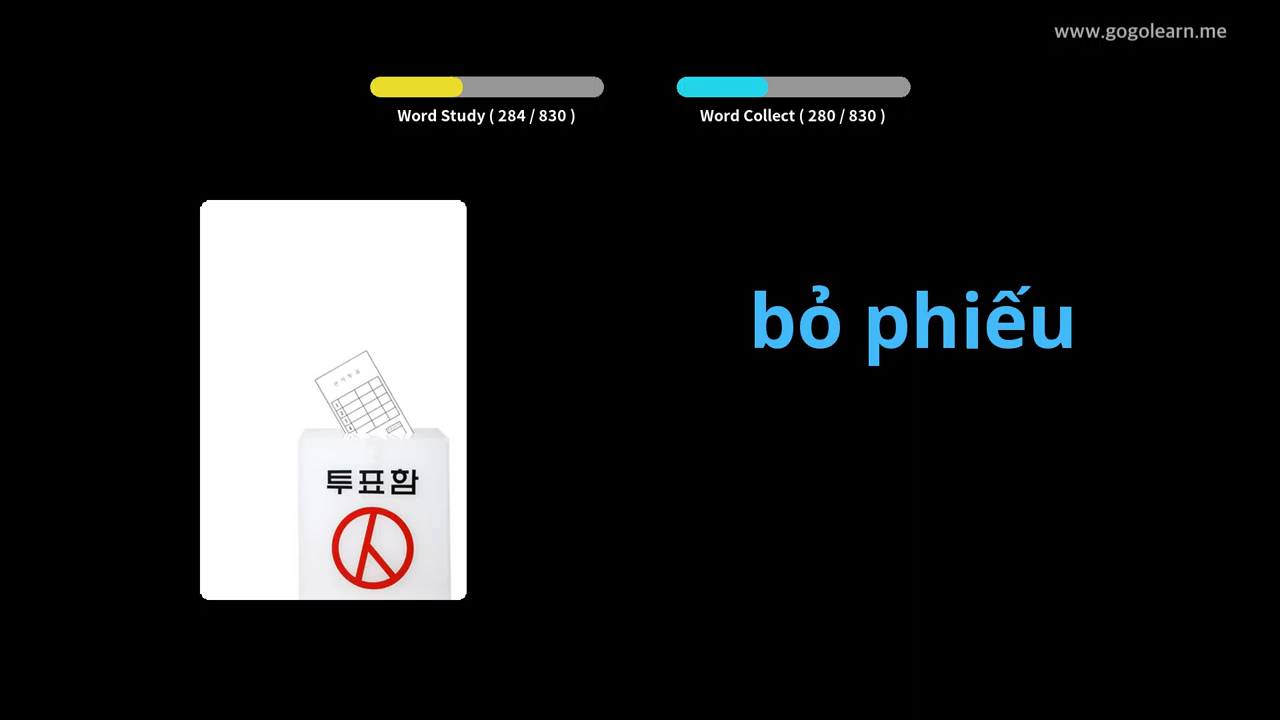 www.gogolearn.me
Word Study ( 284 / 830 )
Word Collect ( 280 / 830 )
bỏ phiếu
투표함